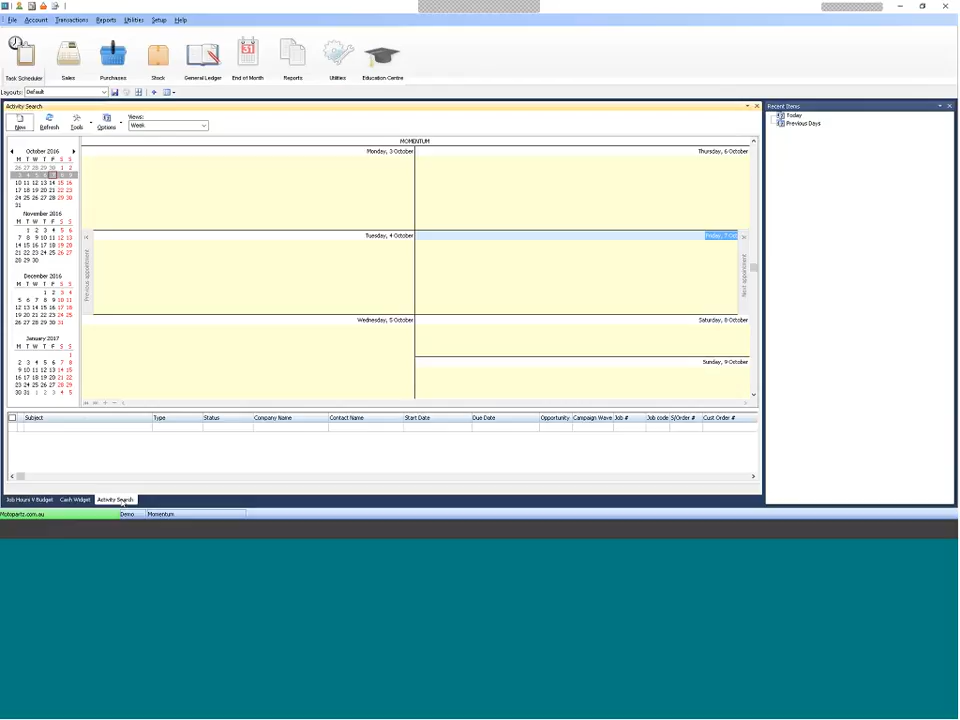 File Account Transactions Reports Utilities Setup Help
31
Task Scheduler Sales Purchases Stock General Ledger End of Month Reports Utilities Education Centre
Layouts: Default
Activity Search
New Refresh Tools Options
Views:
Week
October 2016
M T W T F S S
26 27 28 29 30 1 2
3 4 5 6 7 8 9
10 11 12 13 14 15 16
17 18 19 20 21 22 23
24 25 26 27 28 29 30
31
November 2016
M T W T F S S
1 2 3 4 5 6
7 8 9 10 11 12 13
14 15 16 17 18 19 20
21 22 23 24 25 26 27
28 29 30
December 2016
M T W T F S S
1 2 3 4
5 6 7 8 9 10 11
12 13 14 15 16 17 18
19 20 21 22 23 24 25
26 27 28 29 30 31
January 2017
M T W T F S S
1
2 3 4 5 6 7 8
9 10 11 12 13 14 15
16 17 18 19 20 21 22
23 24 25 26 27 28 29
30 31 1 2 3 4 5
MOMENTUM
Monday, 3 October
Thursday, 6 October
Tuesday, 4 October
Friday, 7 Oct
Previous appointment
Next appointment
Wednesday, 5 October
Saturday, 8 October
Sunday, 9 October
Subject Type Status Company Name Contact Name Start Date Due Date Opportunity Campaign Wave Job # Job code S/Order # Cust Order #
Job Hours V Budget Cash Widget Activity Search
Motopartz.com.au Demo Momentum
Recent Items
Today
Previous Days